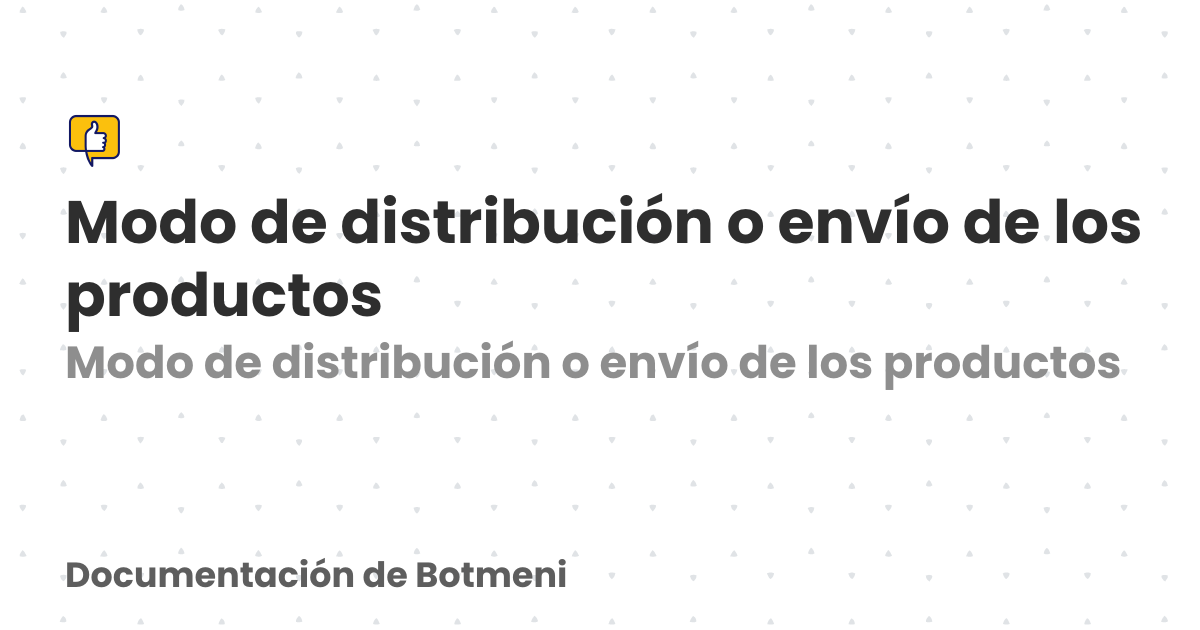 Modo de distribución o envío de los
productos
Modo de distribución o envío de los productos
Documentación de Botmeni